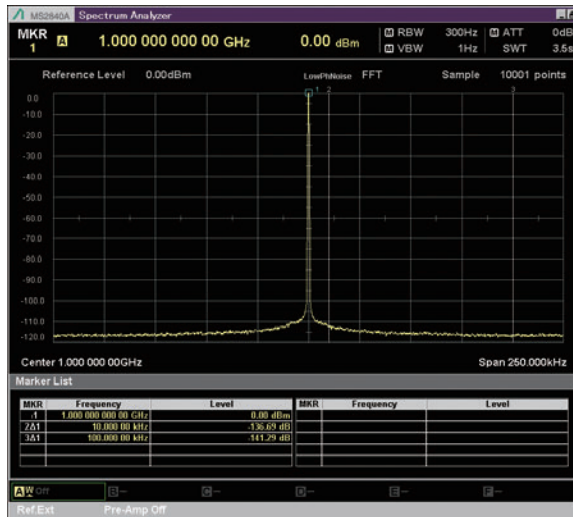 MS2840A Spectrum Analyzer
MKR 1 A 1.000 000 000 00 GHz 0.00 dBm M RBW 300Hz M ATT 0dB
M VBW 1Hz SWT 3.5s
Reference Level 0.00dBm LowPhNoise FFT Sample 10001 points
1 2 3
0.0
-10.0
-20.0
-30.0
-40.0
-50.0
-60.0
-70.0
-80.0
-90.0
-100.0
-110.0
-120.0
Center 1.000 000 00GHz Span 250.000kHz
Marker List
MKR Frequency Level MKR Frequency Level
1 1.000 000 000 00 GHz 0.00 dBm
2Δ1 10.000 00 kHz -136.69 dB
3Δ1 100.000 00 kHz -141.29 dB
A W Off B -- C -- D -- E -- F --
Ref.Ext Pre-Amp Off